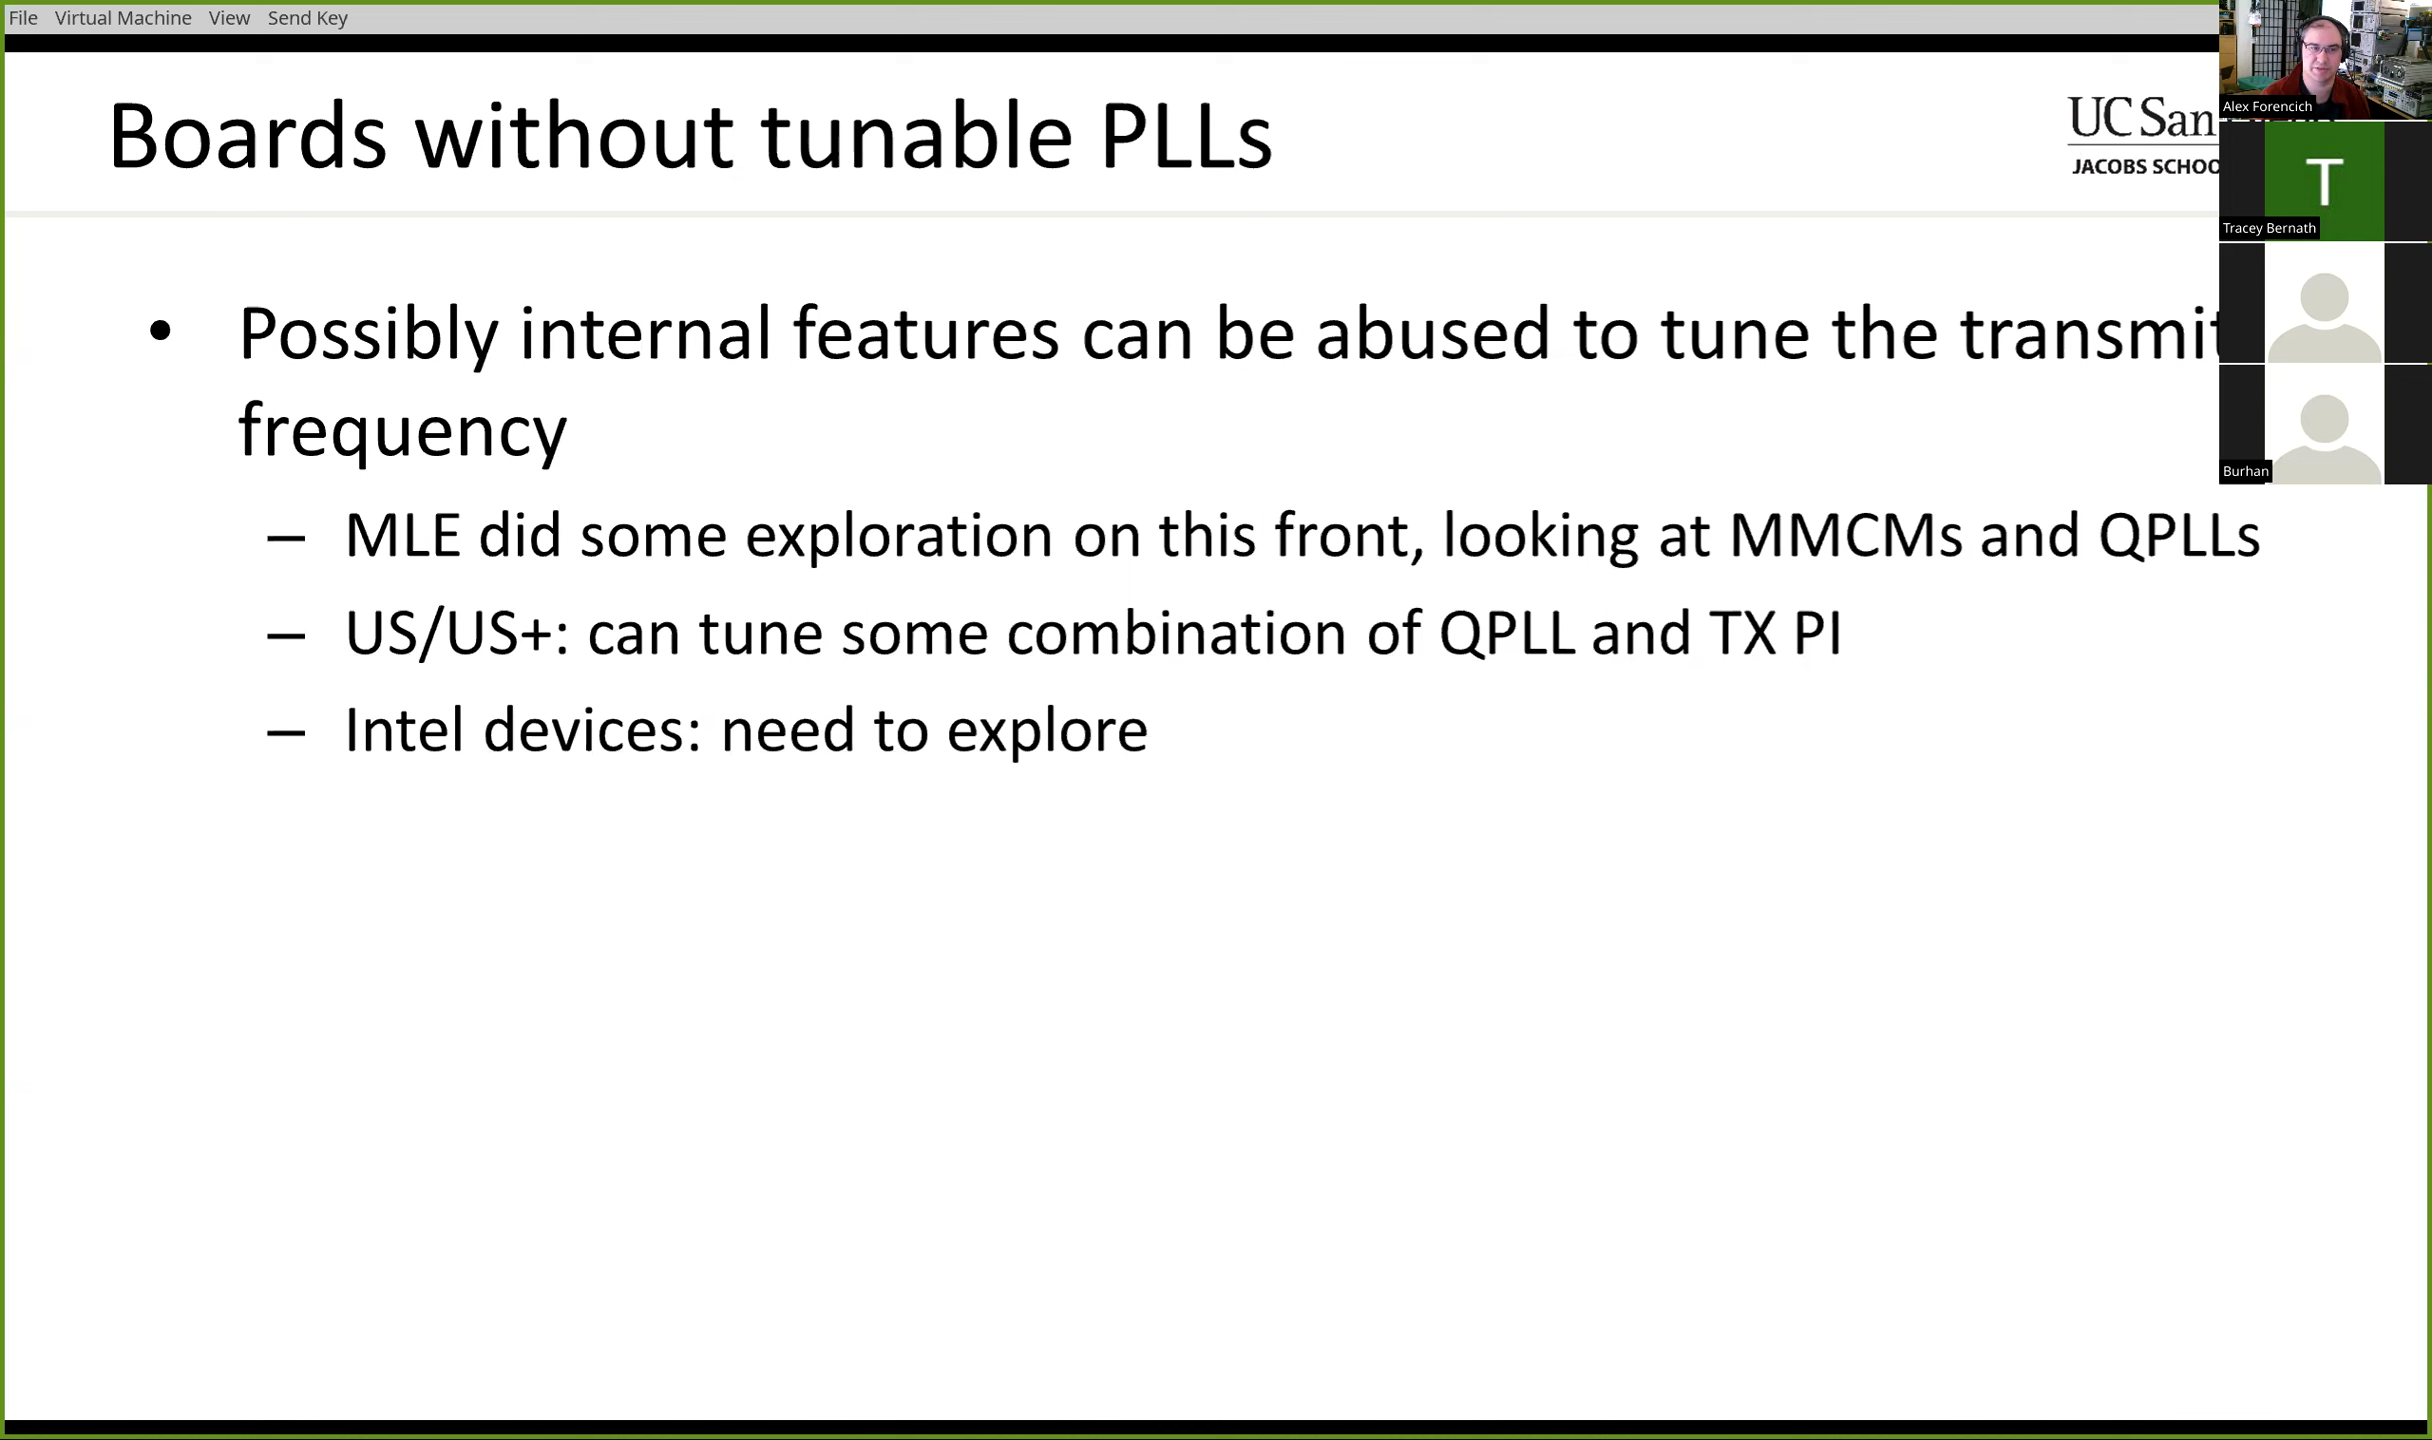 File Virtual Machine View Send Key
Boards without tunable PLLs
UC San
JACOBS SCHOO
Alex Forencich
T
Tracey Bernath
Burhan
• Possibly internal features can be abused to tune the transmit
frequency
– MLE did some exploration on this front, looking at MMCMs and QPLLs
– US/US+: can tune some combination of QPLL and TX PI
– Intel devices: need to explore